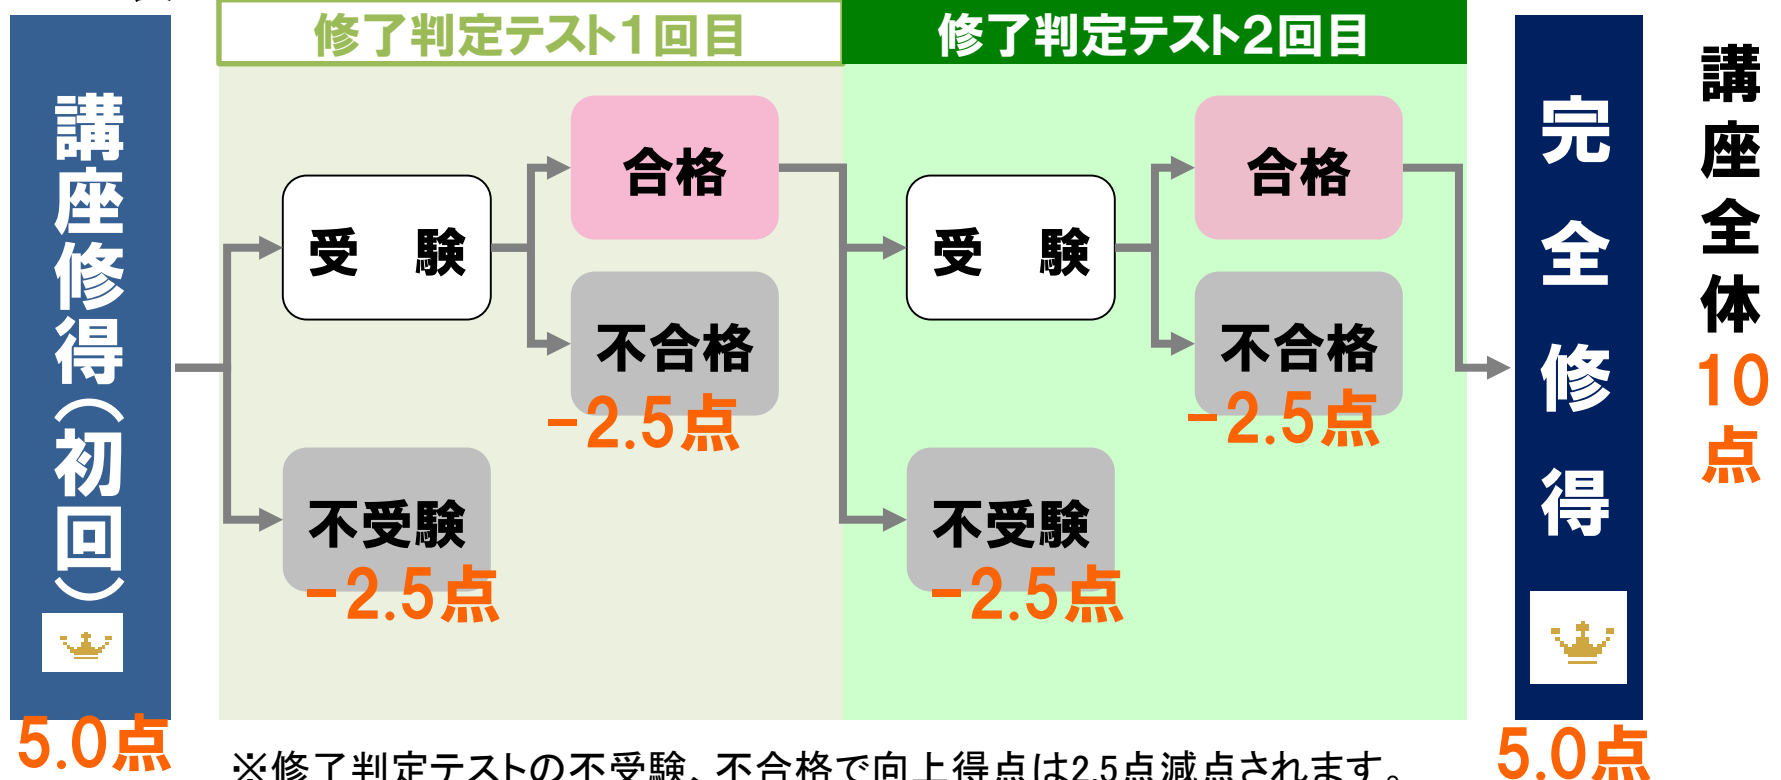 修了判定テスト1回目
修了判定テスト2回目
講座修得（初回）
5.0点
受　験
合格
不合格
-2.5点
不受験
-2.5点
受　験
合格
不合格
-2.5点
不受験
-2.5点
完全修得
5.0点
講座全体
10
点
※修了判定テストの不受験、不合格で向上得点は2.5点減点されます。